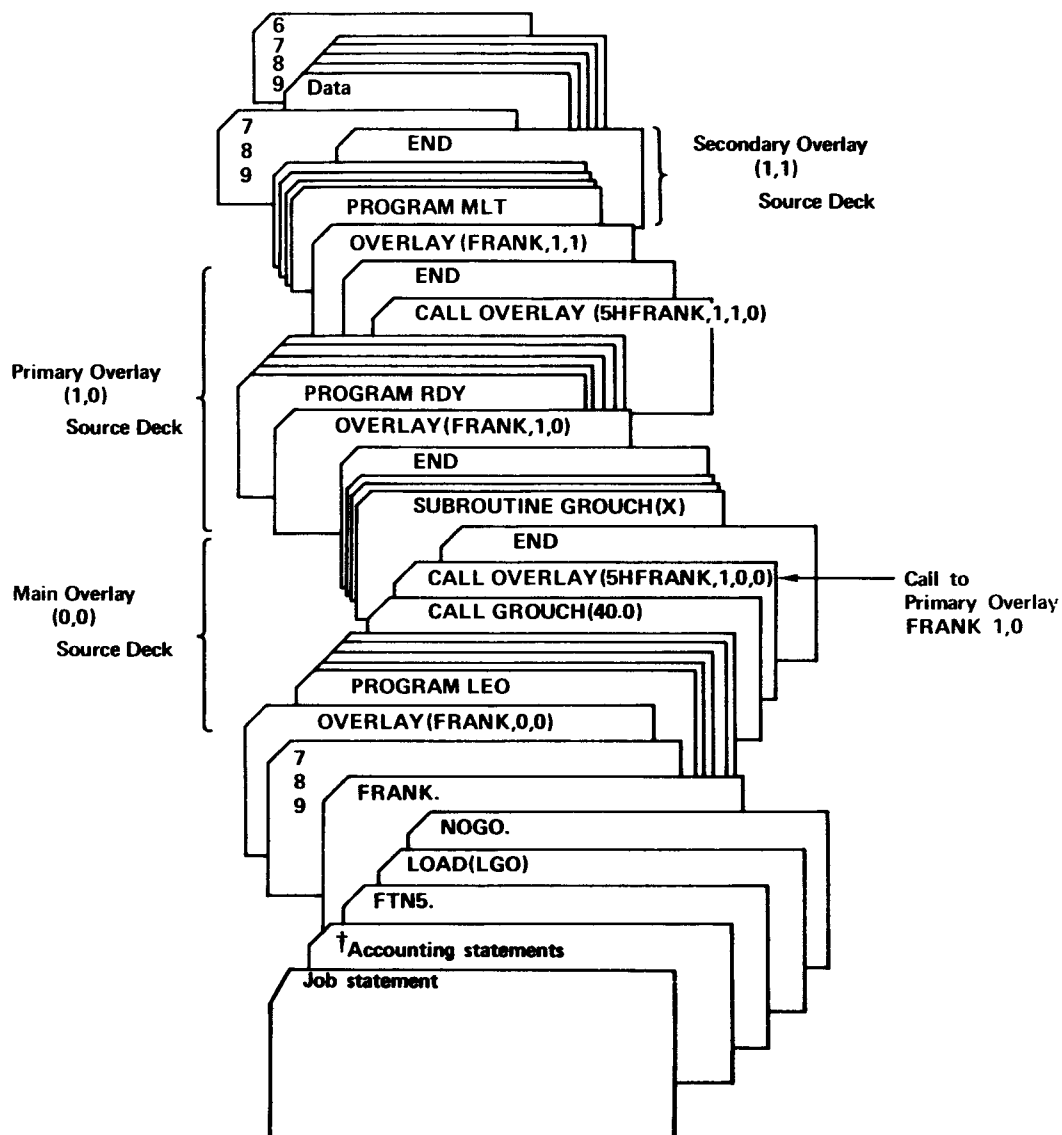 6
7
8
9
Data
7
8
9
END
Secondary Overlay
(1,1)
Source Deck
PROGRAM MLT
OVERLAY(FRANK,1,1)
END
CALL OVERLAY (5HFRANK,1,1,0)
Primary Overlay
(1,0)
Source Deck
PROGRAM RDY
OVERLAY(FRANK,1,0)
END
SUBROUTINE GROUCH(X)
END
Main Overlay
(0,0)
Source Deck
CALL OVERLAY(5HFRANK,1,0,0)
Call to
Primary Overlay
FRANK 1,0
CALL GROUCH(40.0)
PROGRAM LEO
OVERLAY(FRANK,0,0)
7
8
9
FRANK.
NOGO.
LOAD(LGO)
FTN5.
†Accounting statements
Job statement